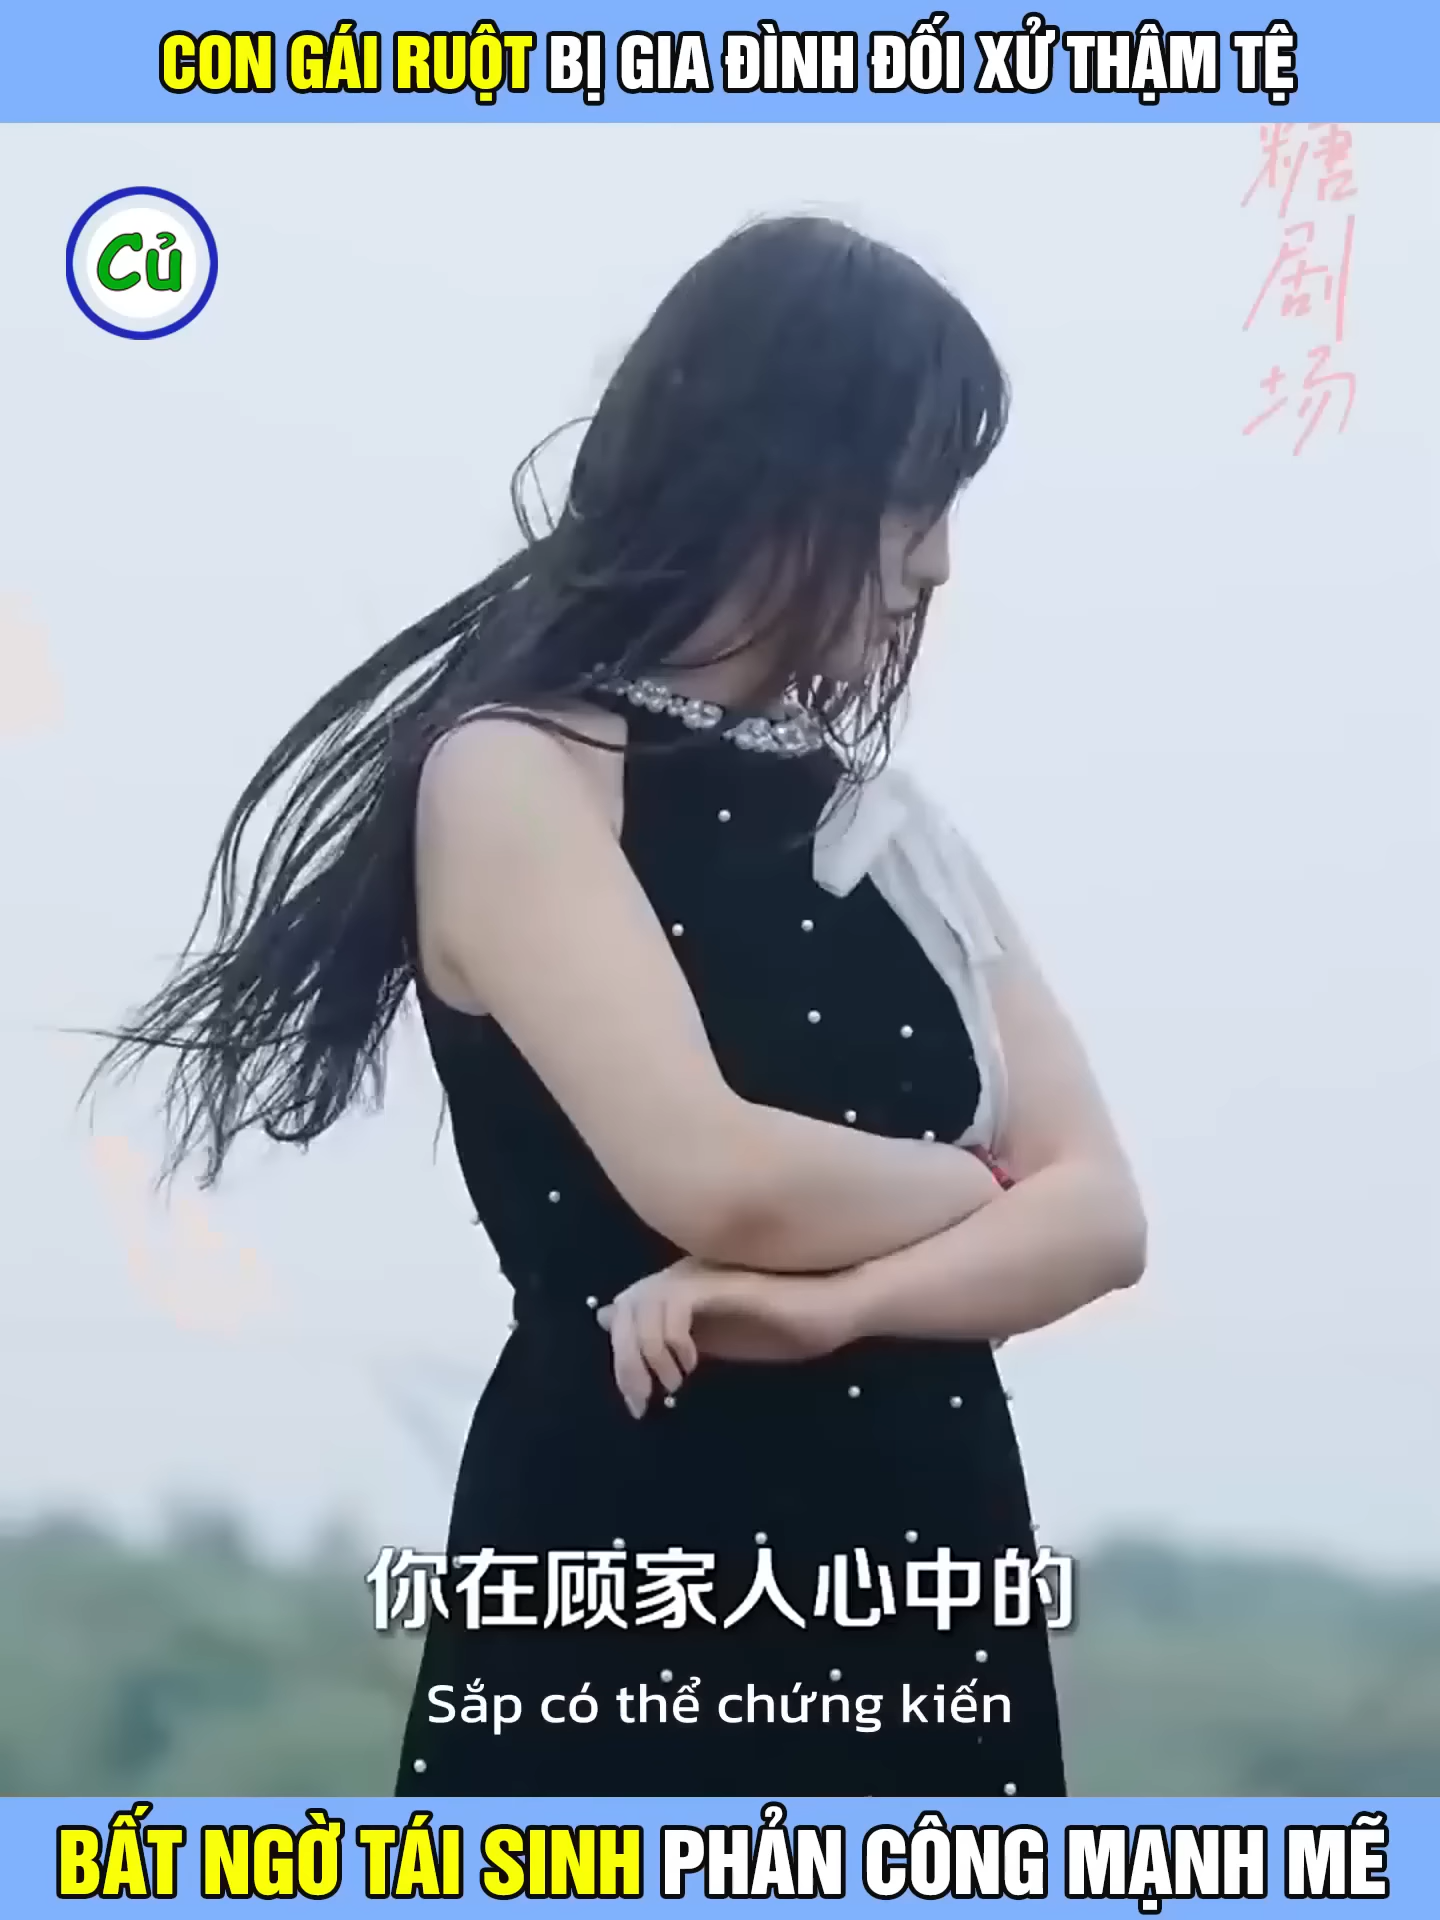 CON GÁI RUỘT BỊ GIA ĐÌNH ĐỐI XỬ THẬM TỆ
Củ
糖剧场
你在顾家人心中的
Sắp có thể chứng kiến
BẤT NGỜ TÁI SINH PHẢN CÔNG MẠNH MẼ